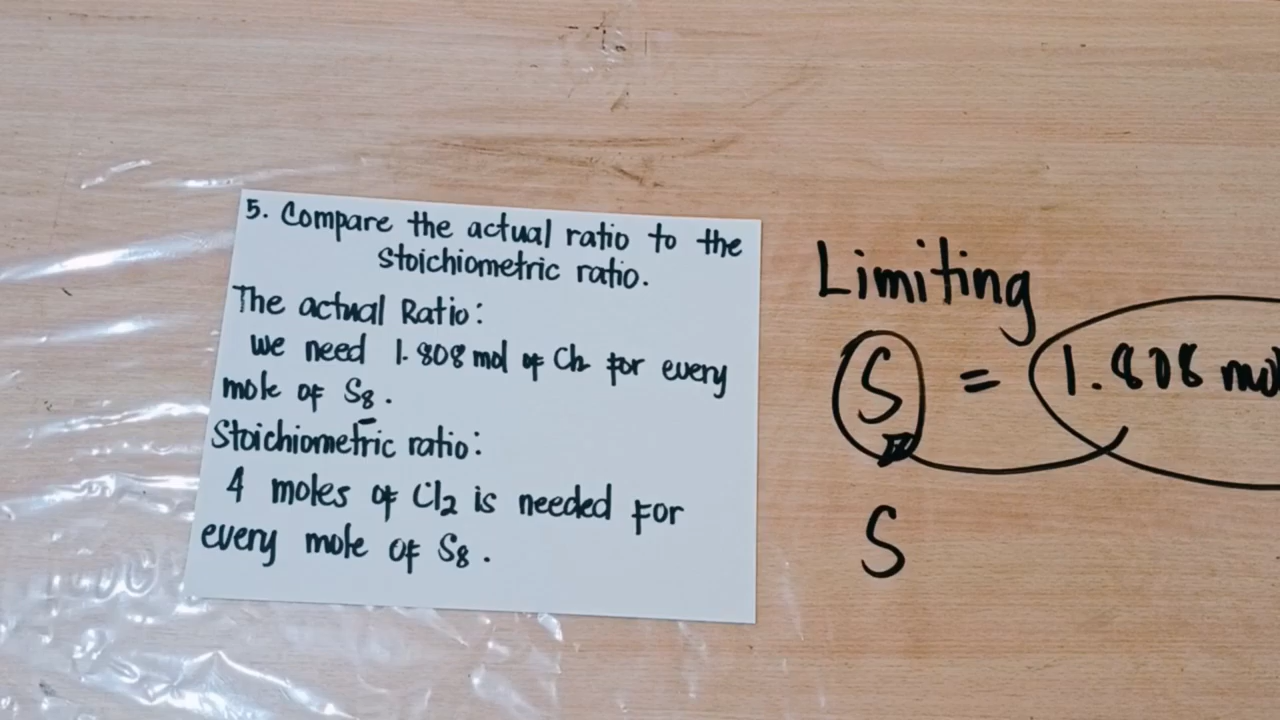 5. Compare the actual ratio to the
stoichiometric ratio.
The actual Ratio:
we need 1.808 mol of Cl2 for every
mole of S8.
Stoichiometric ratio:
4 moles of Cl2 is needed for
every mole of S8.
Limiting
S = 1.808 mo
S